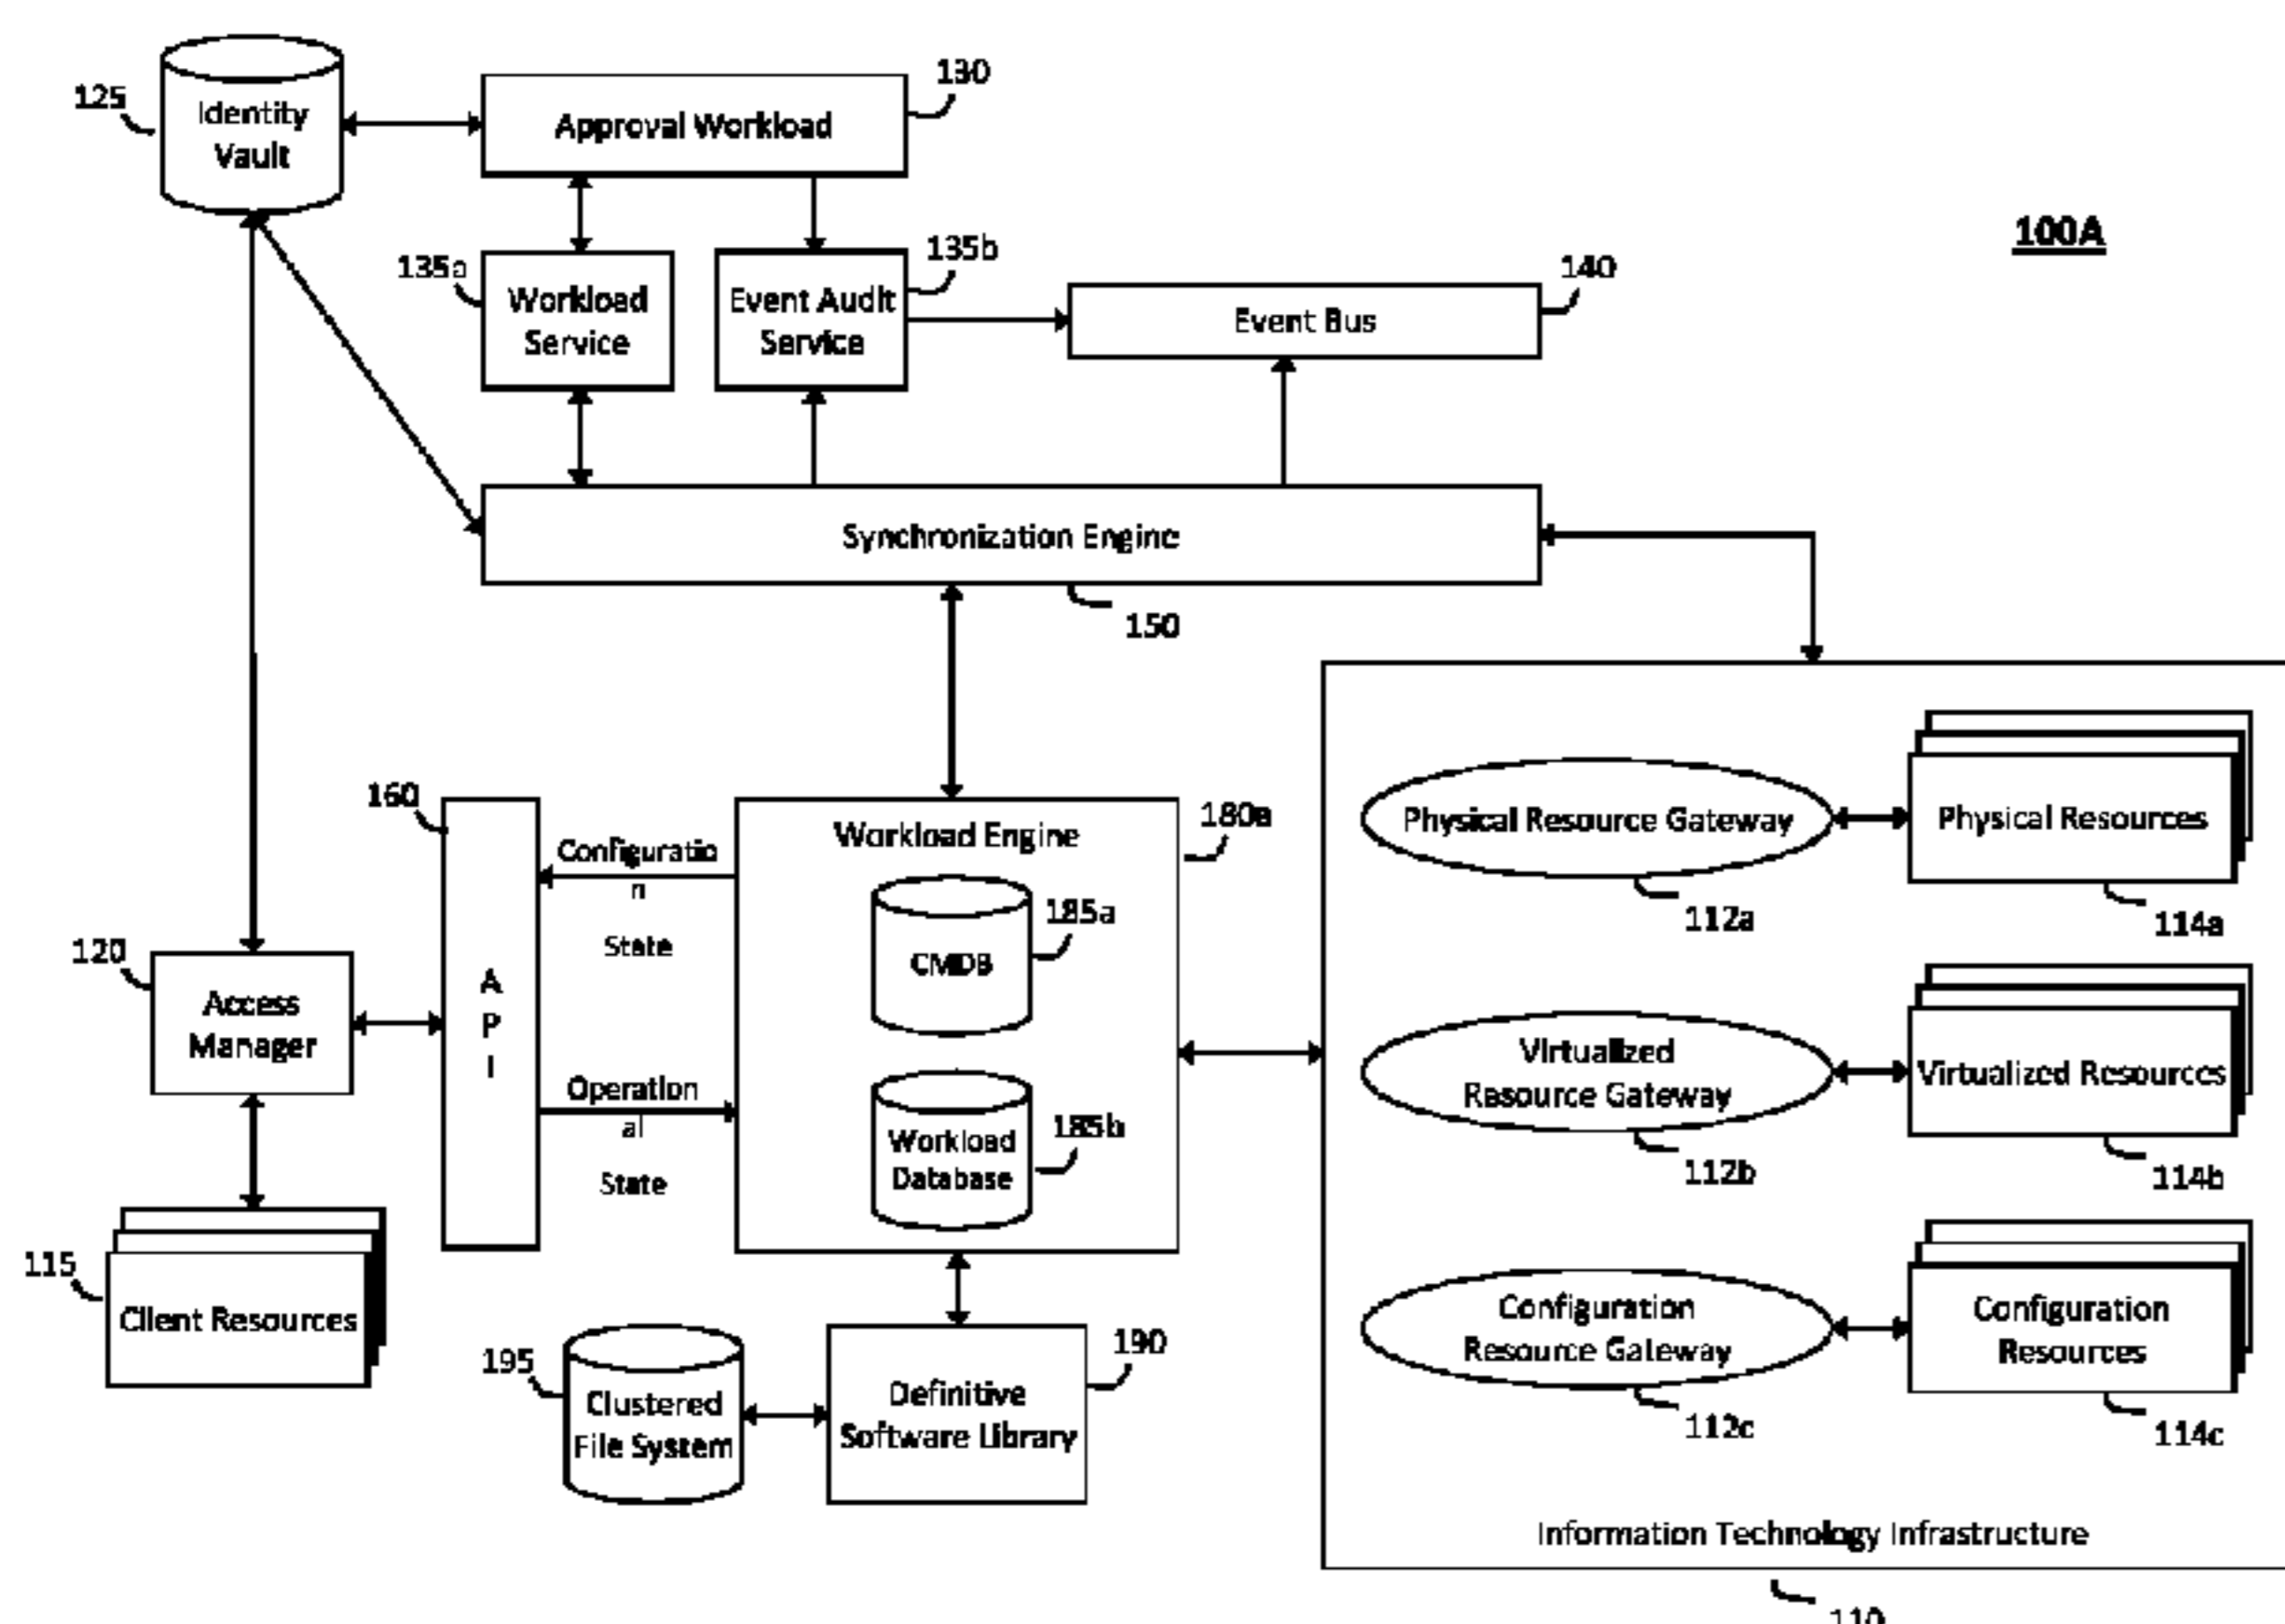 125
Identity
Vault
Approval Workload
130
100A
135a
Workload
Service
Event Audit
Service
135b
Event Bus
140
Synchronization Engine
150
160
A
P
I
Configuratio
n
State
Operation
al
State
Workload Engine
180a
CMDB
185a
Workload
Database
185b
120
Access
Manager
115
Client Resources
195
Clustered
File System
Definitive
Software Library
190
Physical Resource Gateway
112a
Physical Resources
114a
Virtualized
Resource Gateway
112b
Virtualized Resources
114b
Configuration
Resource Gateway
112c
Configuration
Resources
114c
Information Technology Infrastructure
110